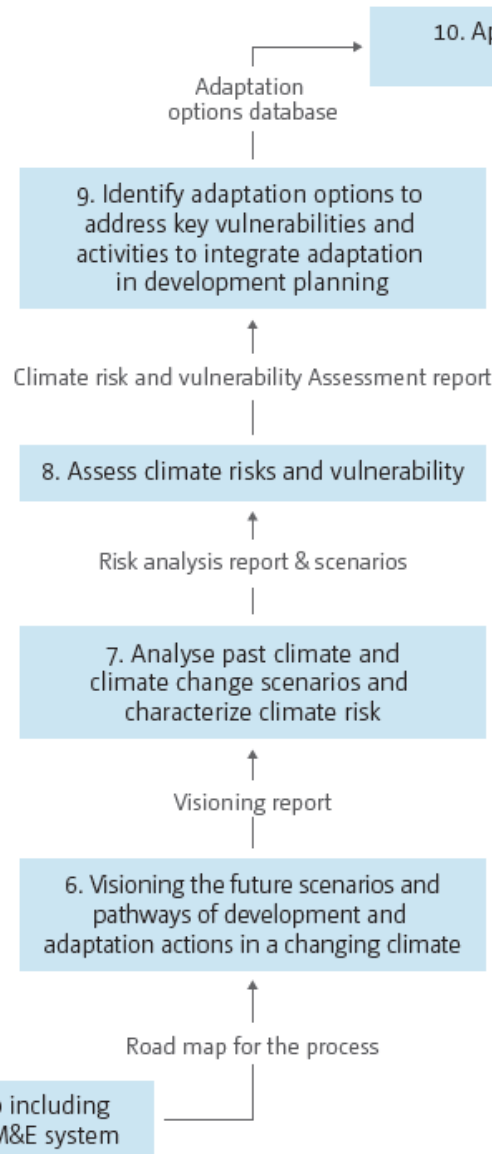 10. A
Adaptation
options database
9. Identify adaptation options to
address key vulnerabilities and
activities to integrate adaptation
in development planning
Climate risk and vulnerability Assessment report
8. Assess climate risks and vulnerability
Risk analysis report & scenarios
7. Analyse past climate and
climate change scenarios and
characterize climate risk
Visioning report
6. Visioning the future scenarios and
pathways of development and
adaptation actions in a changing climate
Road map for the process
including
M&E system